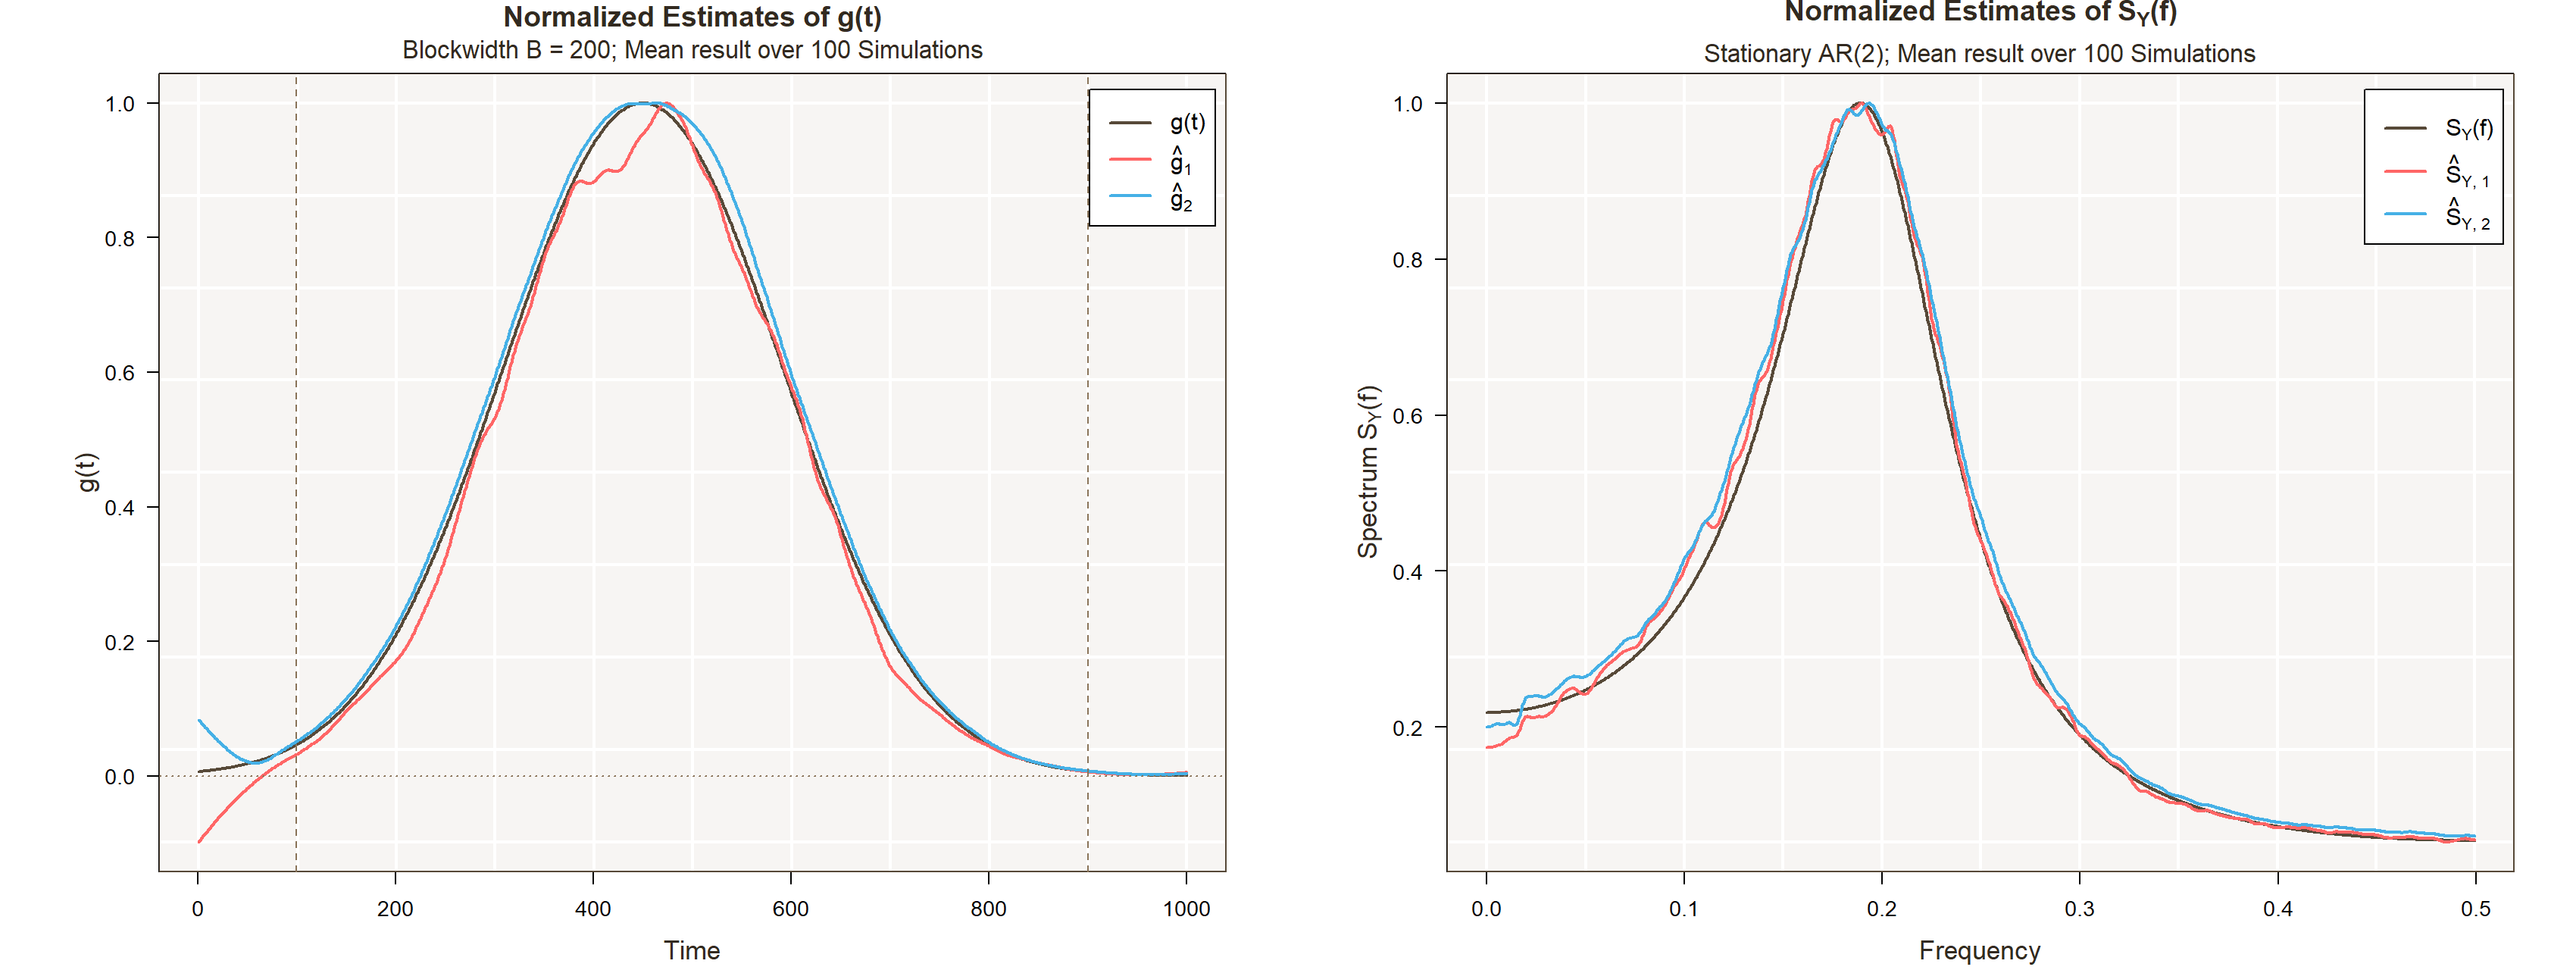 Normalized Estimates of g(t)
Blockwidth B = 200; Mean result over 100 Simulations
g(t)
1.0
0.8
0.6
0.4
0.2
0.0
0 200 400 600 800 1000
Time
g(t)
ĝ1
ĝ2
Normalized Estimates of SY(f)
Stationary AR(2); Mean result over 100 Simulations
Spectrum SY(f)
1.0
0.8
0.6
0.4
0.2
0.0 0.1 0.2 0.3 0.4 0.5
Frequency
SY(f)
ŜY, 1
ŜY, 2